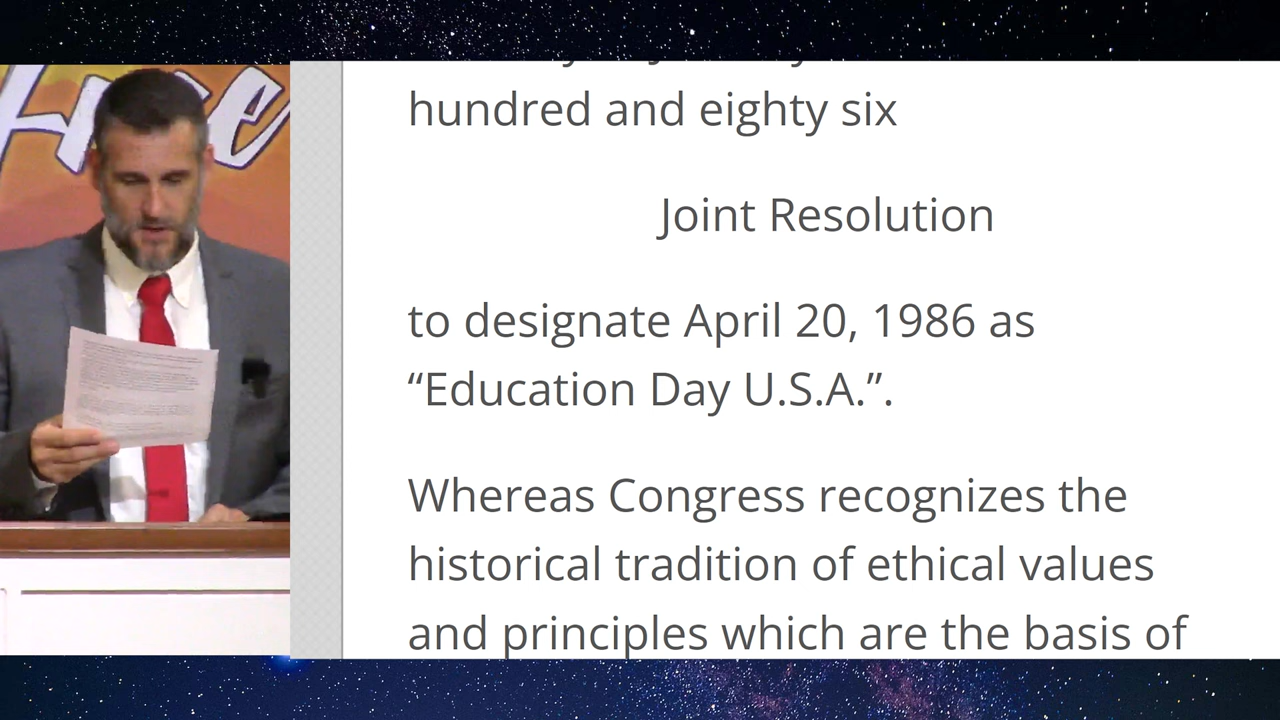 hundred and eighty six
Joint Resolution
to designate April 20, 1986 as
“Education Day U.S.A.”.
Whereas Congress recognizes the
historical tradition of ethical values
and principles which are the basis of